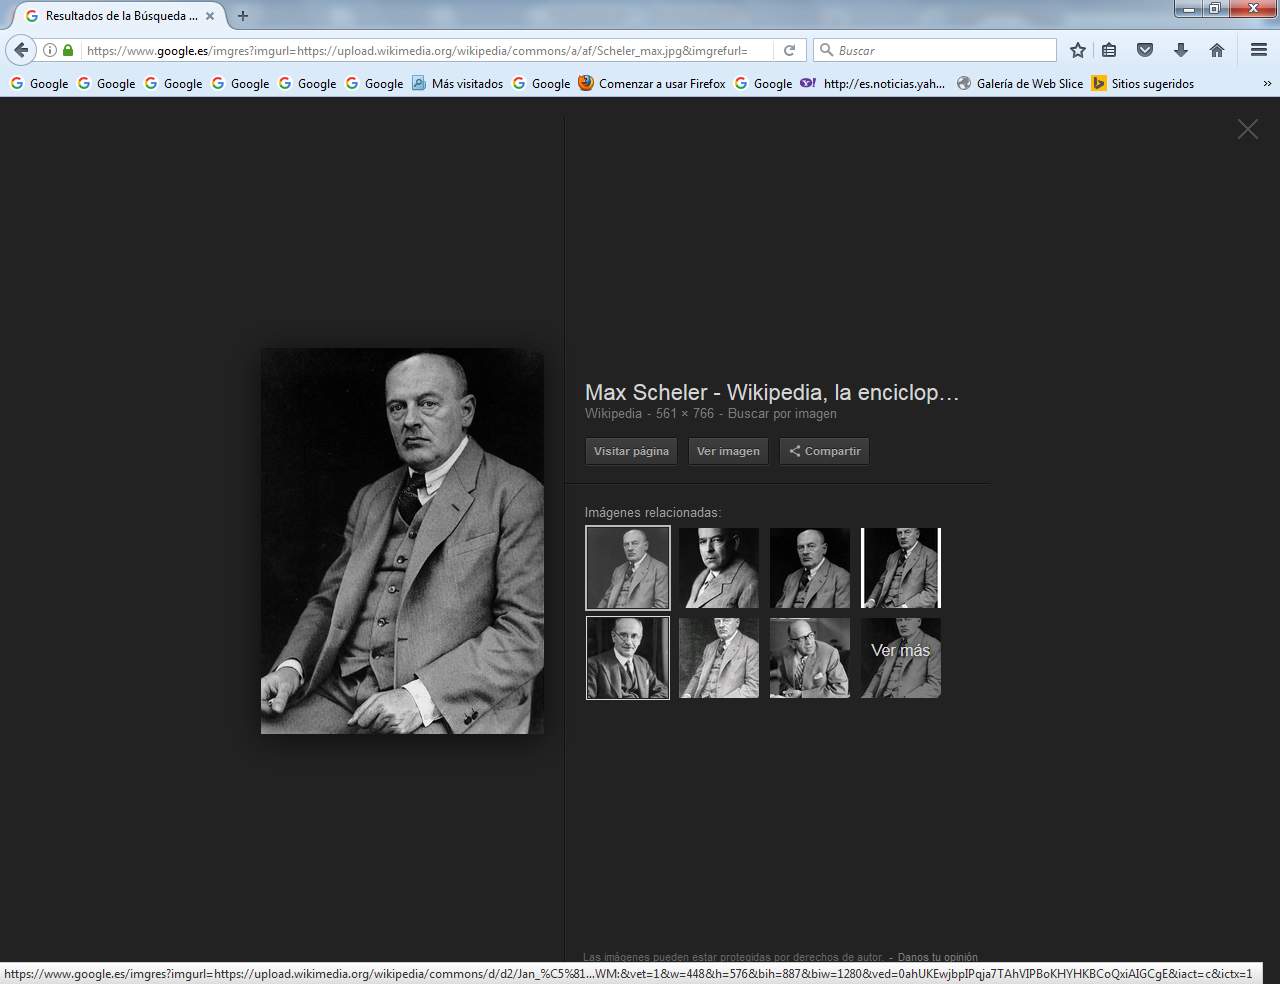 Resultados de la Búsqueda ...
https://www.google.es/imgres?imgurl=https://upload.wikimedia.org/wikipedia/commons/a/af/Scheler_max.jpg&imgrefurl=
Buscar
Google Google Google Google Google Google Más visitados Google Comenzar a usar Firefox Google http://es.noticias.yah... Galería de Web Slice Sitios sugeridos
Max Scheler - Wikipedia, la enciclop…
Wikipedia - 561 × 766 - Buscar por imagen
Visitar página Ver imagen Compartir
Imágenes relacionadas:
Ver más
Las imágenes pueden estar protegidas por derechos de autor. - Danos tu opinión
https://www.google.es/imgres?imgurl=https://upload.wikimedia.org/wikipedia/commons/d/d2/Jan_%C5%81...WM:&vet=1&w=448&h=576&bih=887&biw=1280&ved=0ahUKEwjbpIPqja7TAhVIPBoKHYHKBCoQxiAIGCgE&iact=c&ictx=1